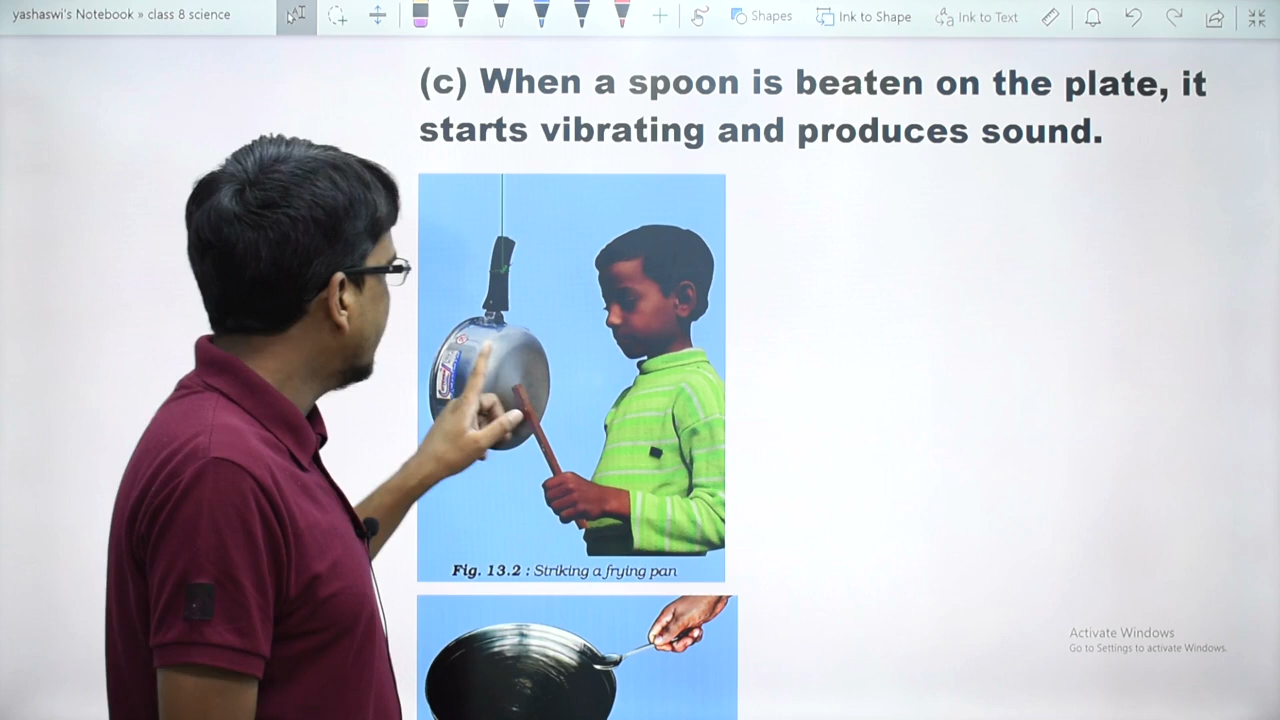 yashaswi's Notebook » class 8 science
Shapes
Ink to Shape
Ink to Text
(c) When a spoon is beaten on the plate, it
starts vibrating and produces sound.
Fig. 13.2 : Striking a frying pan
Activate Windows
Go to Settings to activate Windows.